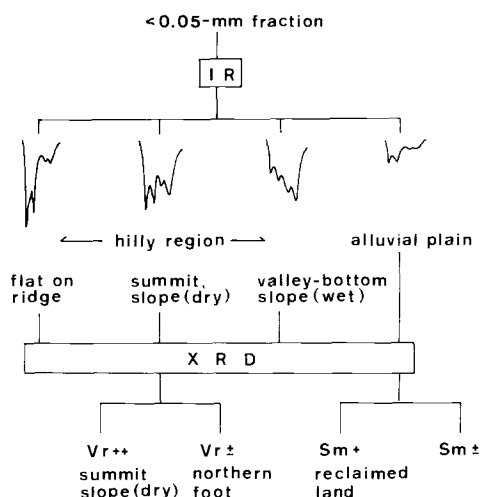 <0.05-mm fraction
IR
hilly region
alluvial plain
flat on
ridge
summit,
slope(dry)
valley-bottom
slope(wet)
XRD
Vr++
summit
slope(dry)
Vr±
northern
foot
Sm+
reclaimed
land
Sm±